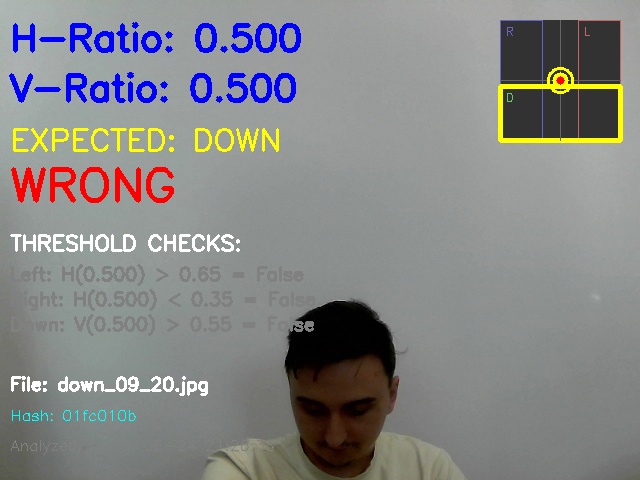 H-Ratio: 0.500
V-Ratio: 0.500
EXPECTED: DOWN
WRONG
THRESHOLD CHECKS:
Left: H(0.500) > 0.65 = False
Right: H(0.500) < 0.35 = False
Down: V(0.500) > 0.55 = False
File: down_09_20.jpg
Hash: 01fc010b
R
L
D